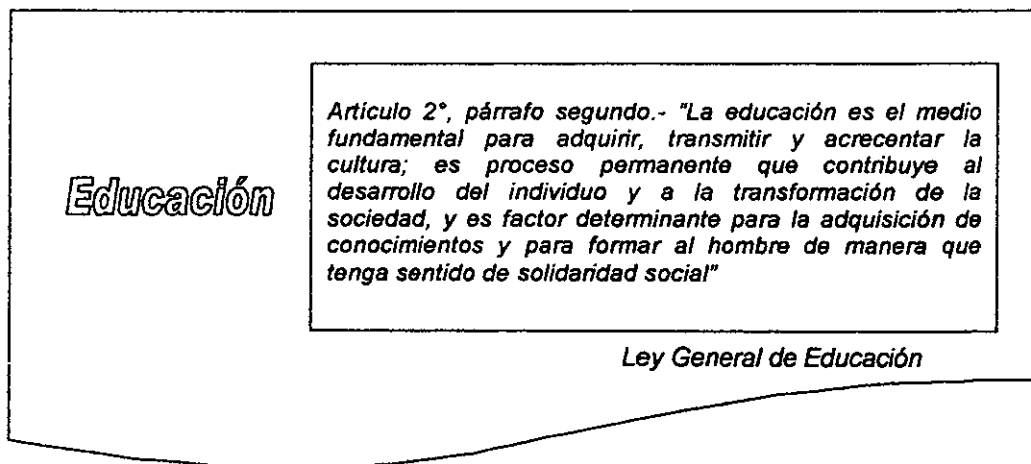 Artículo 2°, párrafo segundo.- "La educación es el medio
fundamental para adquirir, transmitir y acrecentar la
cultura; es proceso permanente que contribuye al
desarrollo del individuo y a la transformación de la
sociedad, y es factor determinante para la adquisición de
conocimientos y para formar al hombre de manera que
tenga sentido de solidaridad social"
Educación
Ley General de Educación